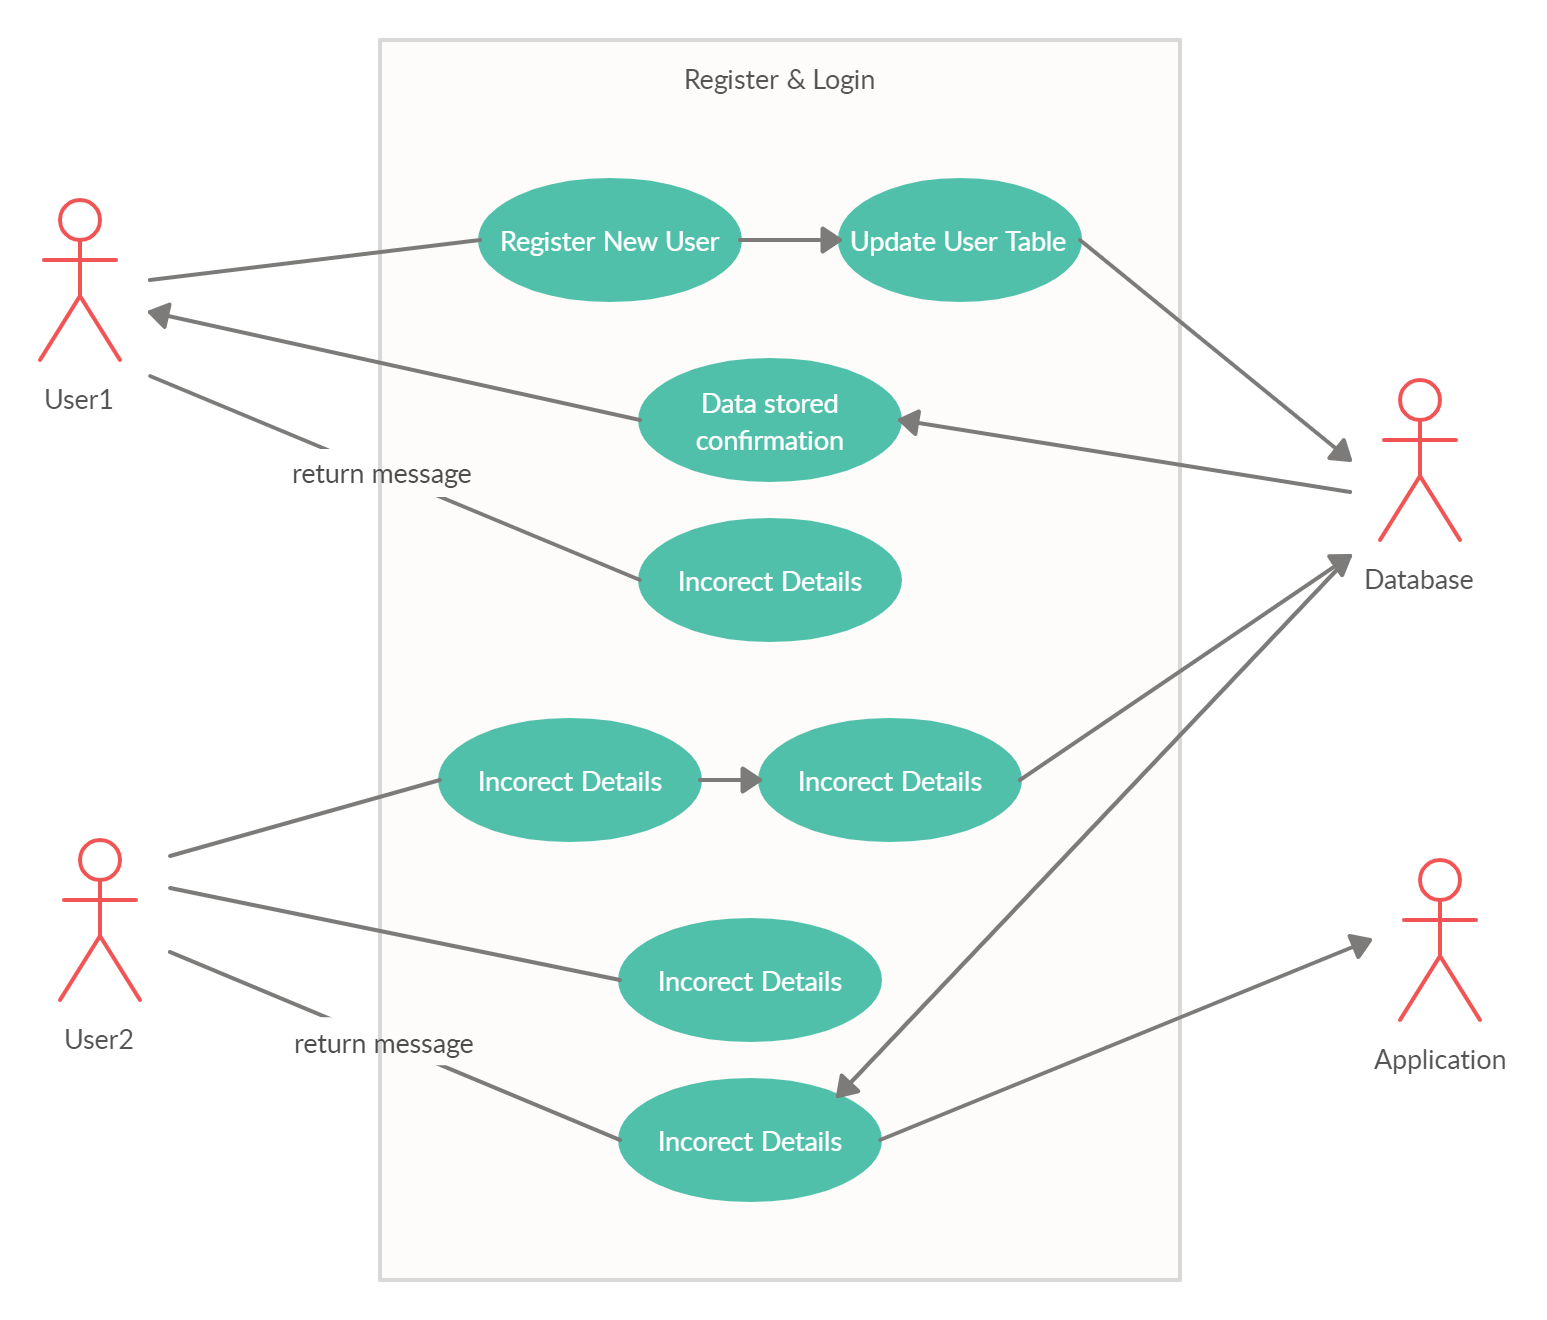 Register & Login
Register New User
Update User Table
User1
Data stored
confirmation
return message
Incorect Details
Database
Incorect Details
Incorect Details
Incorect Details
User2
return message
Application
Incorect Details